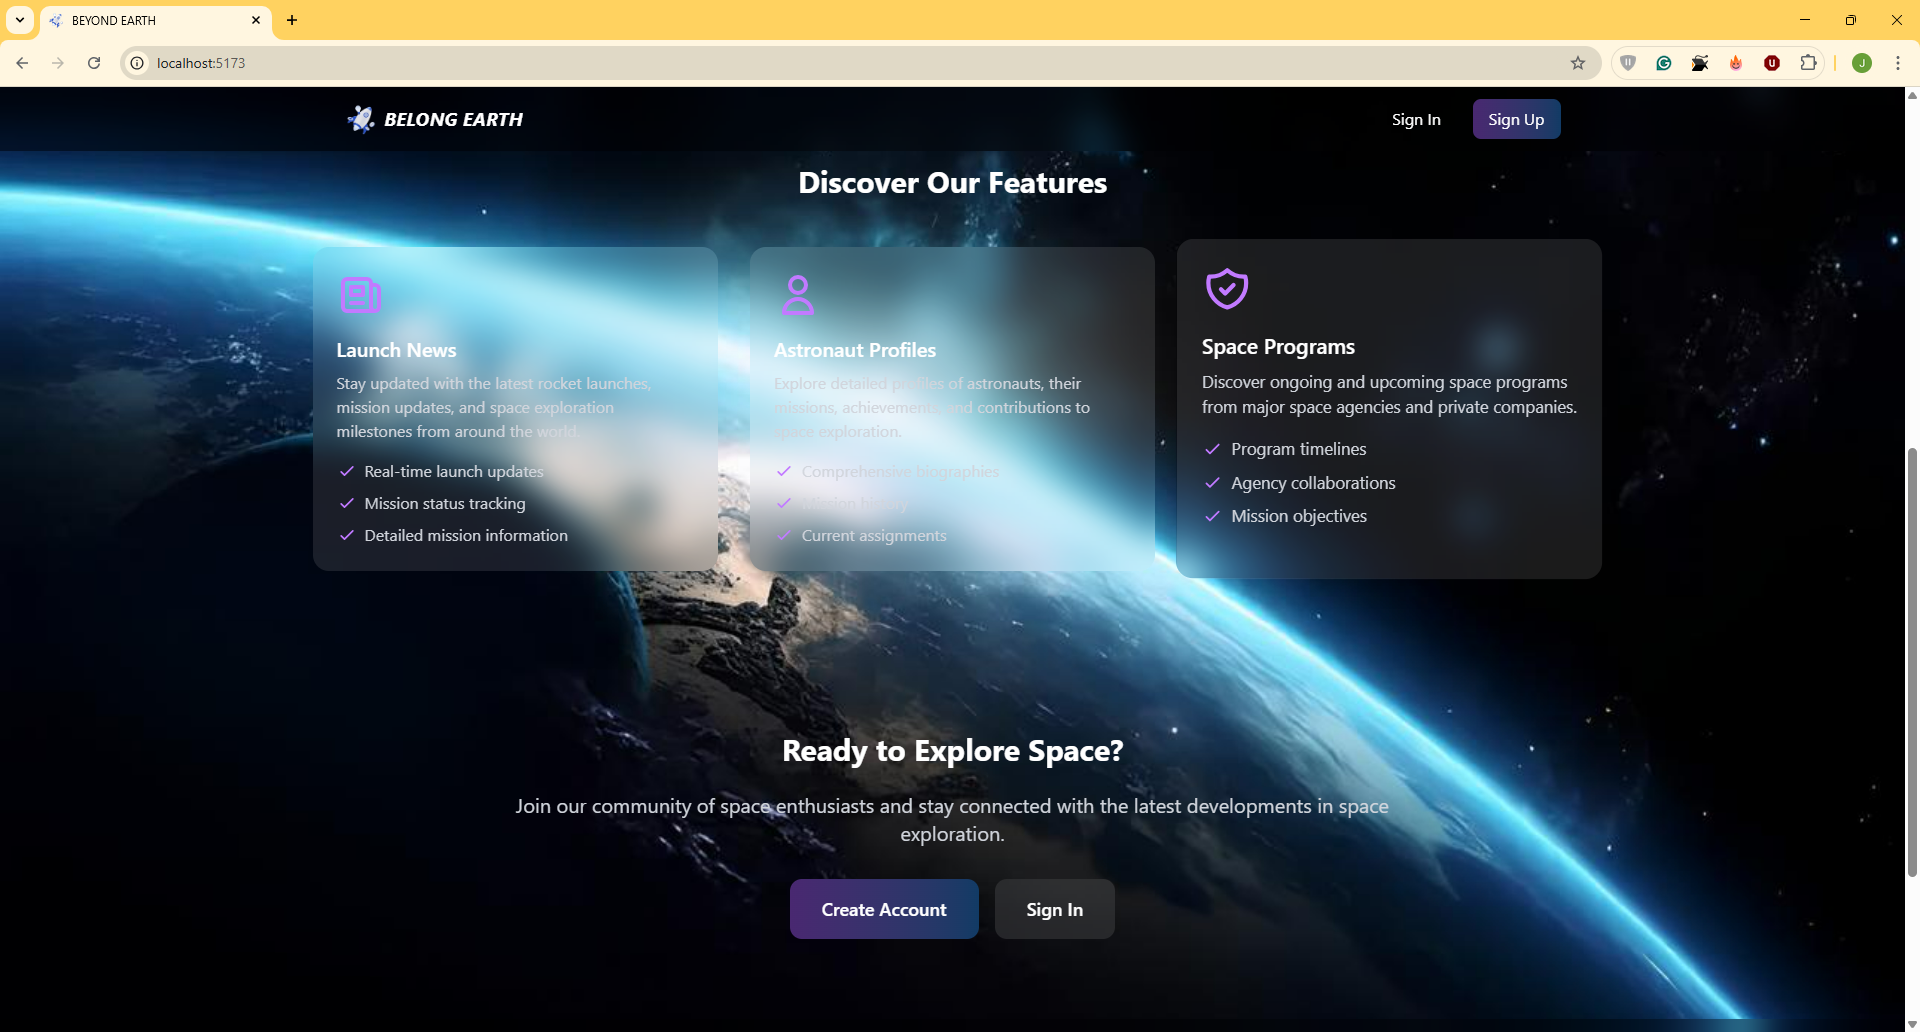 BEYOND EARTH
localhost:5173
J
BELONG EARTH
Sign In
Sign Up
Discover Our Features
Launch News
Stay updated with the latest rocket launches,
mission updates, and space exploration
milestones from around the world.
Real-time launch updates
Mission status tracking
Detailed mission information
Astronaut Profiles
Explore detailed profiles of astronauts, their
missions, achievements, and contributions to
space exploration.
Comprehensive biographies
Mission history
Current assignments
Space Programs
Discover ongoing and upcoming space programs
from major space agencies and private companies.
Program timelines
Agency collaborations
Mission objectives
Ready to Explore Space?
Join our community of space enthusiasts and stay connected with the latest developments in space
exploration.
Create Account
Sign In